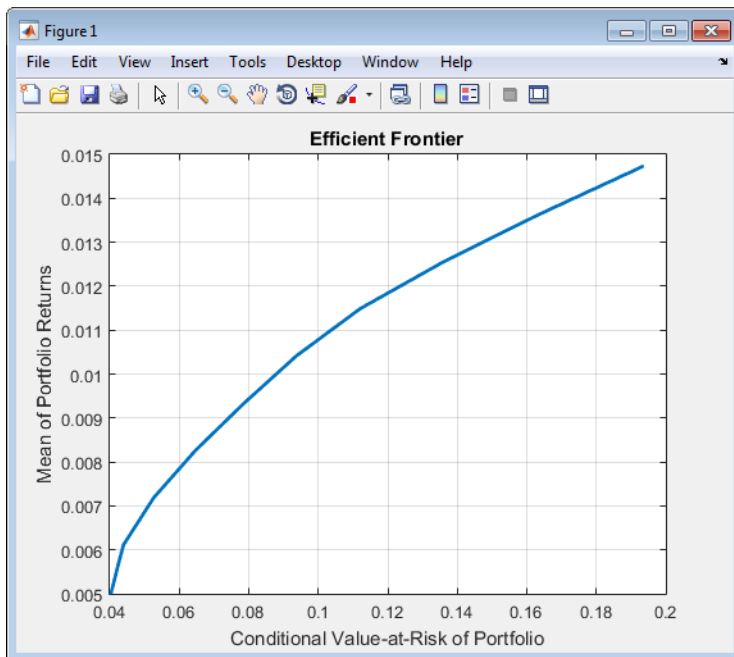 Figure 1
File Edit View Insert Tools Desktop Window Help
Efficient Frontier
0.015
0.014
0.013
0.012
0.011
0.01
0.009
0.008
0.007
0.006
0.005
Mean of Portfolio Returns
0.04 0.06 0.08 0.1 0.12 0.14 0.16 0.18 0.2
Conditional Value-at-Risk of Portfolio